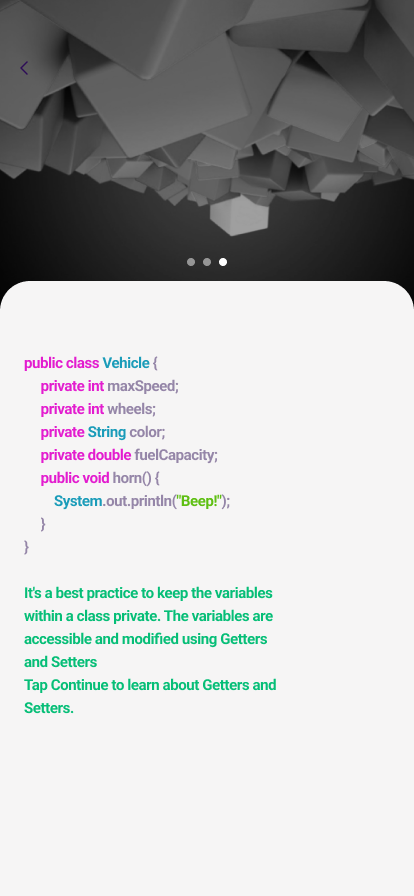 public class Vehicle {
private int maxSpeed;
private int wheels;
private String color;
private double fuelCapacity;
public void horn() {
System.out.println("Beep!");
}
}
It's a best practice to keep the variables
within a class private. The variables are
accessible and modified using Getters
and Setters
Tap Continue to learn about Getters and
Setters.